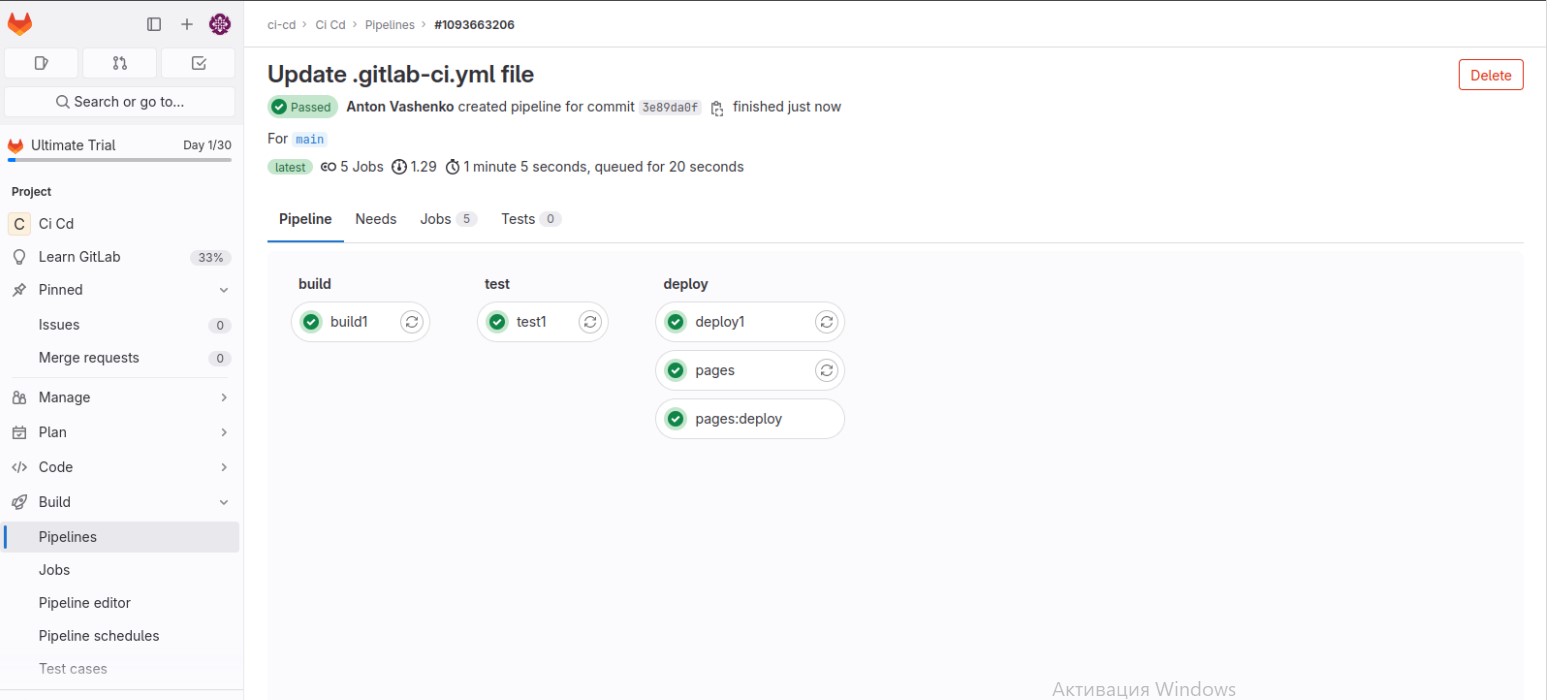 ci-cd > Ci Cd > Pipelines > #1093663206
Search or go to...
Ultimate Trial Day 1/30
Project
C Ci Cd
Learn GitLab 33%
Pinned
Issues 0
Merge requests 0
Manage
Plan
Code
Build
Pipelines
Jobs
Pipeline editor
Pipeline schedules
Test cases
Update .gitlab-ci.yml file
Delete
Passed Anton Vashenko created pipeline for commit 3e89da0f finished just now
For main
latest 5 Jobs 1.29 1 minute 5 seconds, queued for 20 seconds
Pipeline Needs Jobs 5 Tests 0
build test deploy
build1 test1 deploy1
pages
pages:deploy
Активация Windows